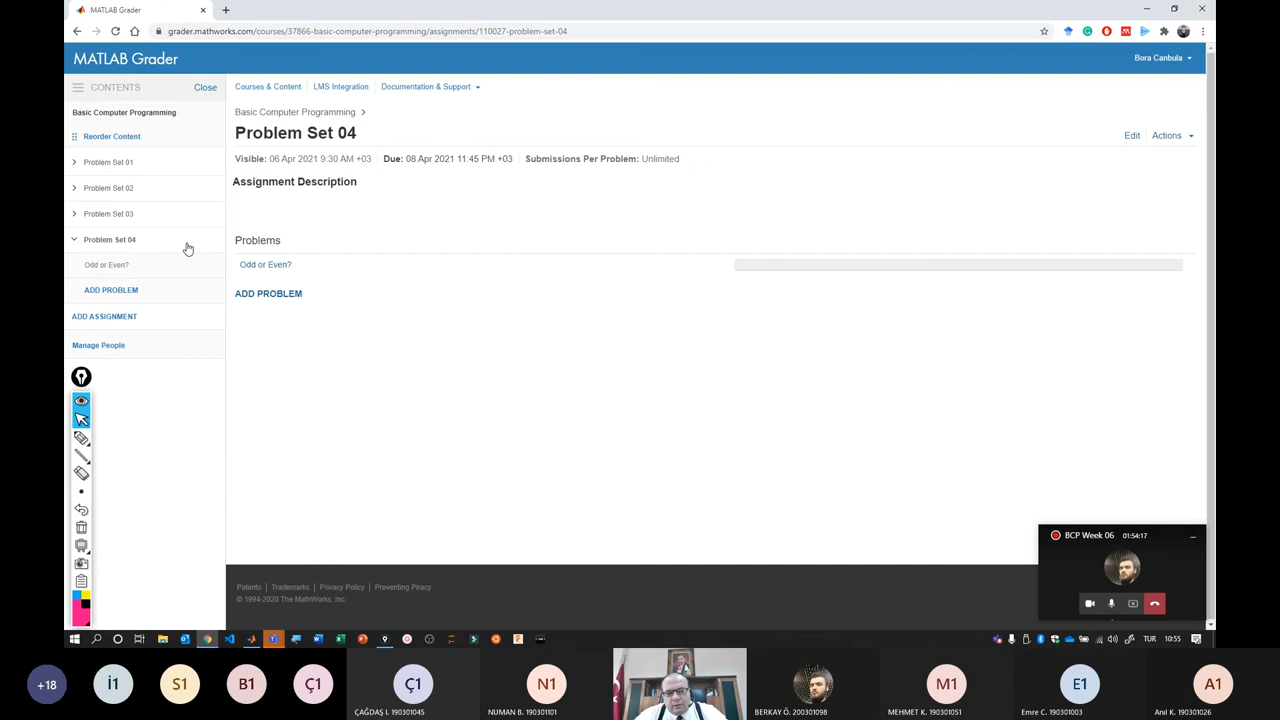 MATLAB Grader
grader.mathworks.com/courses/37866-basic-computer-programming/assignments/110027-problem-set-04
MATLAB Grader
Bora Canbula
CONTENTS
Close
Courses & Content
LMS Integration
Documentation & Support
Basic Computer Programming
Basic Computer Programming
Reorder Content
Problem Set 04
Edit
Actions
Problem Set 01
Visible: 06 Apr 2021 9:30 AM +03
Due: 08 Apr 2021 11:45 PM +03
Submissions Per Problem: Unlimited
Assignment Description
Problem Set 02
Problem Set 03
Problem Set 04
Problems
Odd or Even?
Odd or Even?
ADD PROBLEM
ADD PROBLEM
ADD ASSIGNMENT
Manage People
BCP Week 06
01:54:17
Patents
Trademarks
Privacy Policy
Preventing Piracy
© 1994-2020 The MathWorks, Inc.
TUR
10:55
+18
İ1
S1
B1
Ç1
Ç1
N1
M1
E1
A1
ÇAĞDAŞ I. 190301045
NUMAN B. 190301101
BERKAY Ö. 200301098
MEHMET K. 190301051
Emre C. 190301003
Anıl K. 190301026